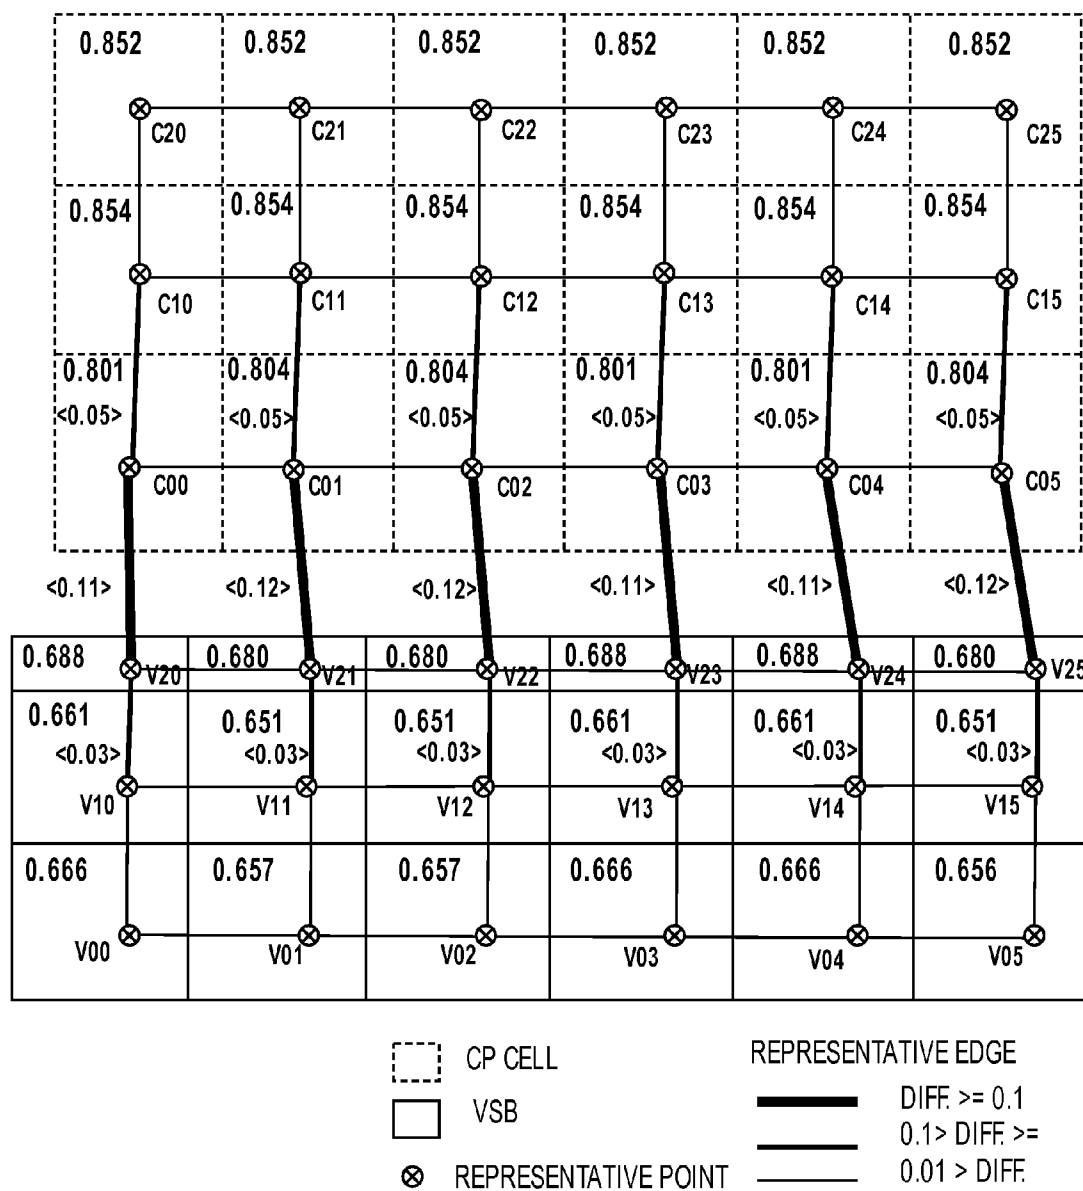 0.852 0.852 0.852 0.852 0.852 0.852
C20 C21 C22 C23 C24 C25
0.854 0.854 0.854 0.854 0.854 0.854
C10 C11 C12 C13 C14 C15
0.801 0.804 0.804 0.801 0.801 0.804
<0.05> <0.05> <0.05> <0.05> <0.05> <0.05>
C00 C01 C02 C03 C04 C05
<0.11> <0.12> <0.12> <0.11> <0.11> <0.12>
0.688 0.680 0.680 0.688 0.688 0.680
V20 V21 V22 V23 V24 V25
0.661 0.651 0.651 0.661 0.661 0.651
<0.03> <0.03> <0.03> <0.03> <0.03> <0.03>
V10 V11 V12 V13 V14 V15
0.666 0.657 0.657 0.666 0.666 0.656
V00 V01 V02 V03 V04 V05
CP CELL
VSB
REPRESENTATIVE POINT
REPRESENTATIVE EDGE
DIFF. >= 0.1
0.1> DIFF. >=
0.01 > DIFF.